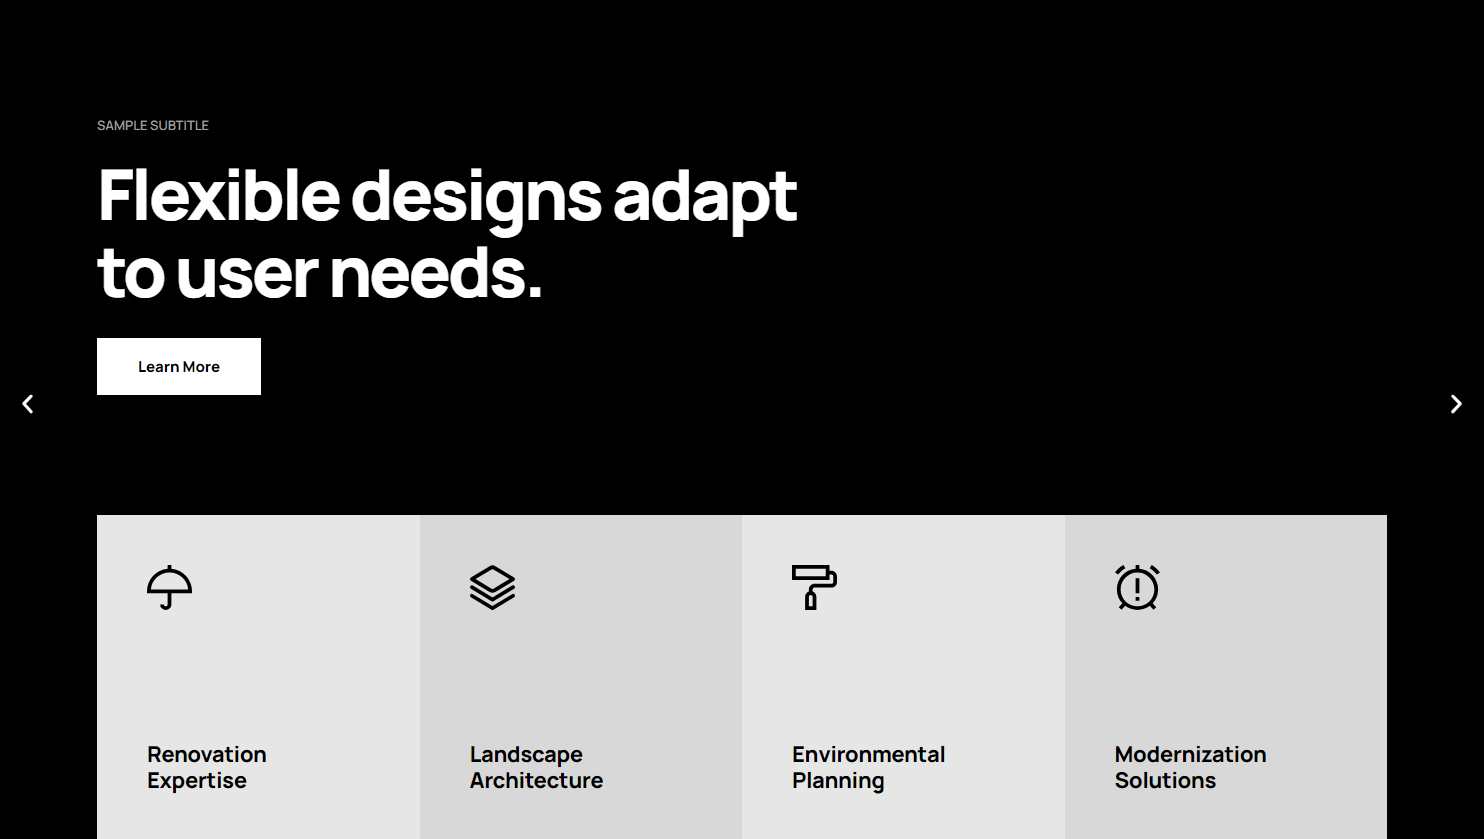 SAMPLE SUBTITLE
Flexible designs adapt
to user needs.
Learn More
Renovation
Expertise
Landscape
Architecture
Environmental
Planning
Modernization
Solutions